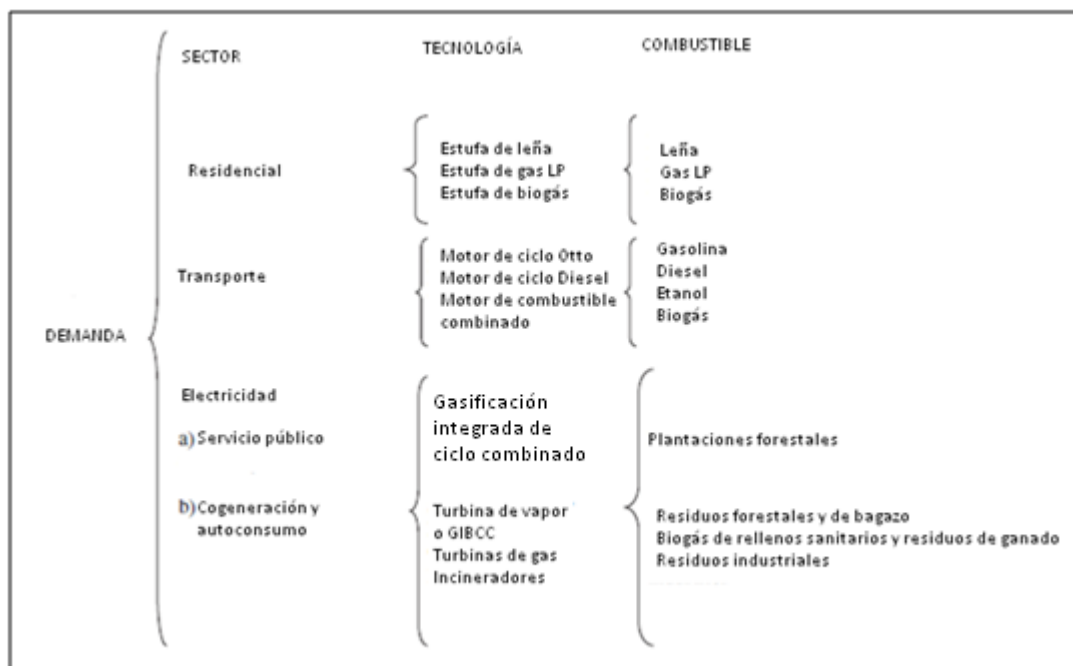 SECTOR
TECNOLOGÍA
COMBUSTIBLE
Residencial
Estufa de leña
Estufa de gas LP
Estufa de biogás
Leña
Gas LP
Biogás
Transporte
Motor de ciclo Otto
Motor de ciclo Diesel
Motor de combustible
combinado
Gasolina
Diesel
Etanol
Biogás
DEMANDA
Electricidad
a) Servicio público
Gasificación
integrada de
ciclo combinado
Plantaciones forestales
b) Cogeneración y
autoconsumo
Turbina de vapor
o GIBCC
Turbinas de gas
Incineradores
Residuos forestales y de bagazo
Biogás de rellenos sanitarios y residuos de ganado
Residuos industriales